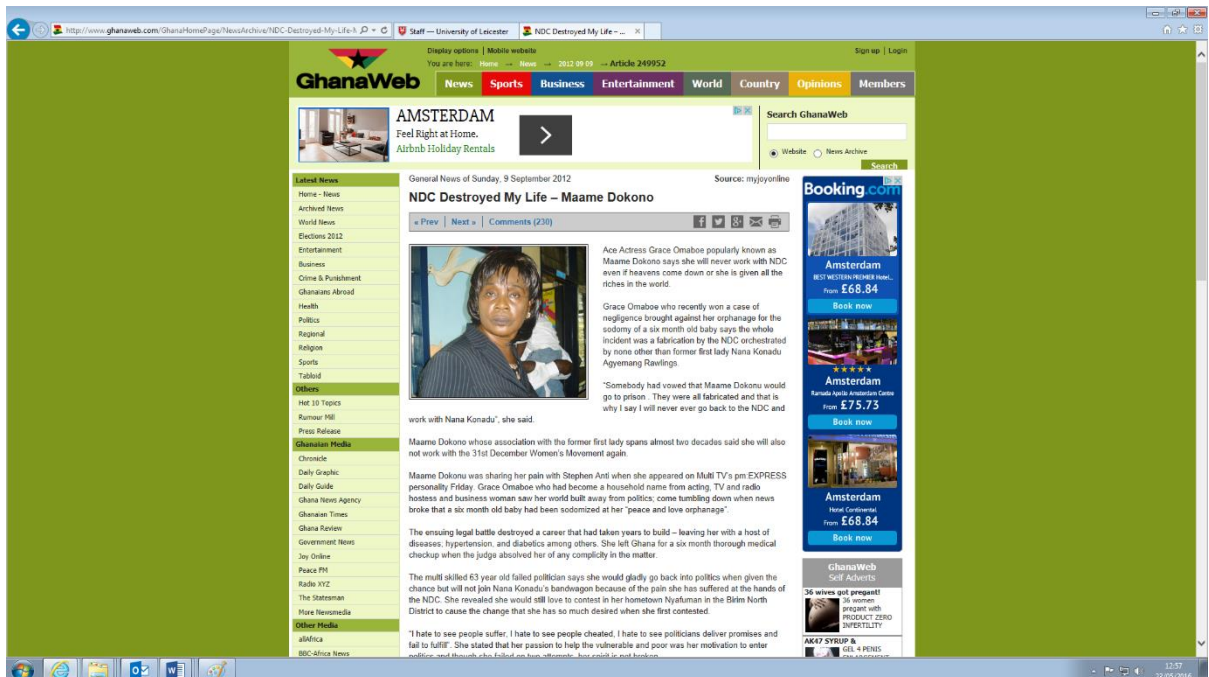 http://www.ghanaweb.com/GhanaHomePage/NewsArchive/NDC-Destroyed-My-Life-M
Staff — University of Leicester
NDC Destroyed My Life – ...
Display options | Mobile website
Sign up | Login
You are here: Home → News → 2012 09 09 → Article 249952
GhanaWeb
News Sports Business Entertainment World Country Opinions Members
AMSTERDAM
Feel Right at Home.
Airbnb Holiday Rentals
Search GhanaWeb
Website News Archive
Search
Latest News
Home - News
Archived News
World News
Elections 2012
Entertainment
Business
Crime & Punishment
Ghanaians Abroad
Health
Politics
Regional
Religion
Sports
Tabloid
Others
Hot 10 Topics
Rumour Mill
Press Release
Ghanaian Media
Chronicle
Daily Graphic
Daily Guide
Ghana News Agency
Ghanaian Times
Ghana Review
Government News
Joy Online
Peace FM
Radio XYZ
The Statesman
More Newsmedia
Other Media
allAfrica
BBC-Africa News
General News of Sunday, 9 September 2012
Source: myjoyonline
NDC Destroyed My Life – Maame Dokono
« Prev | Next » | Comments (230)
Ace Actress Grace Omaboe popularly known as
Maame Dokono says she will never work with NDC
even if heavens come down or she is given all the
riches in the world.
Grace Omaboe who recently won a case of
negligence brought against her orphanage for the
sodomy of a six month old baby says the whole
incident was a fabrication by the NDC orchestrated
by none other than former first lady Nana Konadu
Agyemang Rawlings.
"Somebody had vowed that Maame Dokonu would
go to prison . They were all fabricated and that is
why I say I will never ever go back to the NDC and
work with Nana Konadu", she said.
Maame Dokono whose association with the former first lady spans almost two decades said she will also
not work with the 31st December Women's Movement again.
Maame Dokonu was sharing her pain with Stephen Anti when she appeared on Multi TV's pm:EXPRESS
personality Friday. Grace Omaboe who had become a household name from acting, TV and radio
hostess and business woman saw her world built away from politics; come tumbling down when news
broke that a six month old baby had been sodomized at her "peace and love orphanage".
The ensuing legal battle destroyed a career that had taken years to build – leaving her with a host of
diseases; hypertension, and diabetics among others. She left Ghana for a six month thorough medical
checkup when the judge absolved her of any complicity in the matter.
The multi skilled 63 year old failed politician says she would gladly go back into politics when given the
chance but will not join Nana Konadu's bandwagon because of the pain she has suffered at the hands of
the NDC. She revealed she would still love to contest in her hometown Nyafuman in the Birim North
District to cause the change that she has so much desired when she first contested.
"I hate to see people suffer, I hate to see people cheated, I hate to see politicians deliver promises and
fail to fulfill". She stated that her passion to help the vulnerable and poor was her motivation to enter
politics and though she failed on two attempts, her spirit is not broken
Booking.com
Amsterdam
BEST WESTERN PREMIER Hotel...
From £68.84
Book now
Amsterdam
Ramada Apollo Amsterdam Centre
From £75.73
Book now
Amsterdam
Hotel Continental
From £68.84
Book now
GhanaWeb
Self Adverts
36 wives got pregant!
36 women
pregant with
PRODUCT ZERO
INFERTILITY
AK47 SYRUP &
GEL 4 PENIS
ENLARGEMENT
12:57
23/05/2016